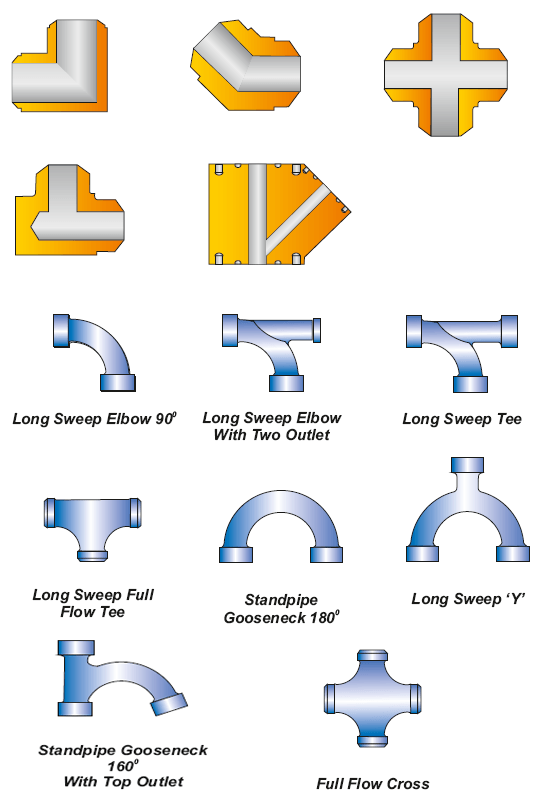 Long Sweep Elbow 90⁰
Long Sweep Elbow
With Two Outlet
Long Sweep Tee
Long Sweep Full
Flow Tee
Standpipe
Gooseneck 180⁰
Long Sweep ‘Y’
Standpipe Gooseneck
160⁰
With Top Outlet
Full Flow Cross